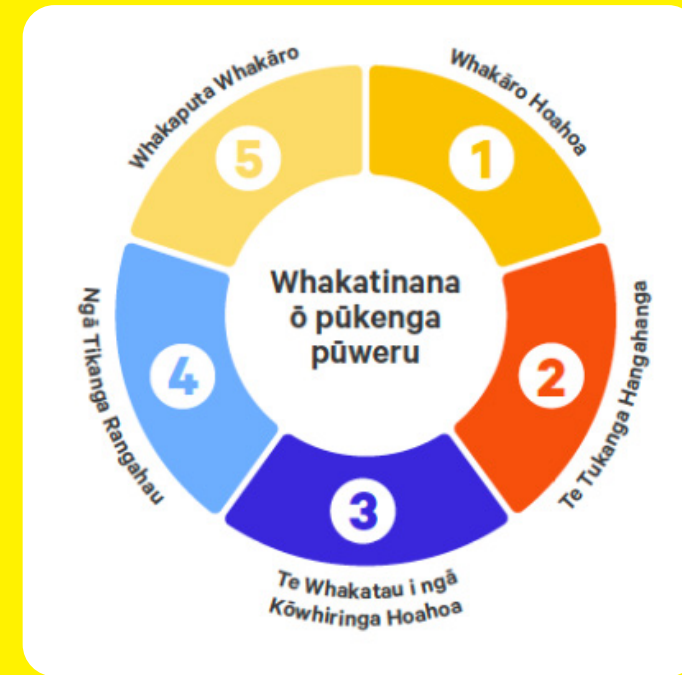 Whakāro Hoahoa
1
Te Tukanga Hangahanga
2
Te Whakatau i ngā
Kōwhiringa Hoahoa
3
Ngā Tikanga Rangahau
4
Whakaputa Whakāro
5
Whakatinana
ō pūkenga
pūweru